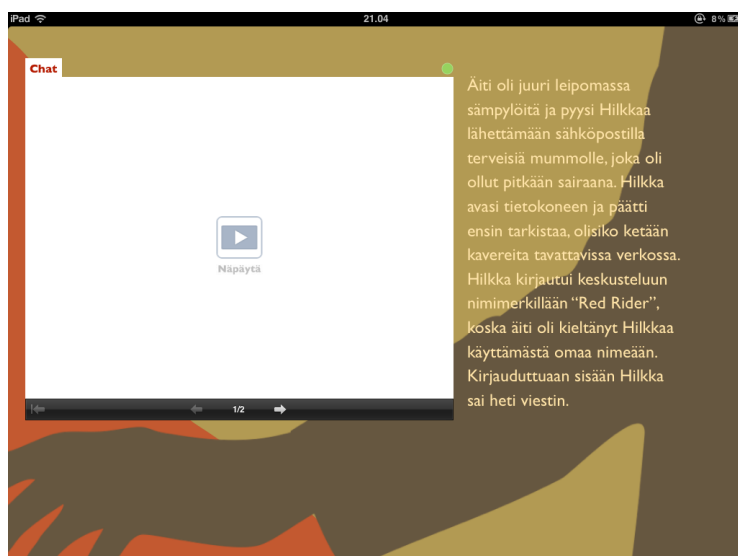 iPad 21.04 8%
Chat
Näpäytä
1/2
Äiti oli juuri leipomassa
sämpylöitä ja pyysi Hilkkaa
lähettämään sähköpostilla
terveisiä mummolle, joka oli
ollut pitkään sairaana. Hilkka
avasi tietokoneen ja päätti
ensin tarkistaa, olisiko ketään
kavereita tavattavissa verkossa.
Hilkka kirjautui keskusteluun
nimimerkillään “Red Rider”,
koska äiti oli kieltänyt Hilkkaa
käyttämästä omaa nimeään.
Kirjauduttuaan sisään Hilkka
sai heti viestin.